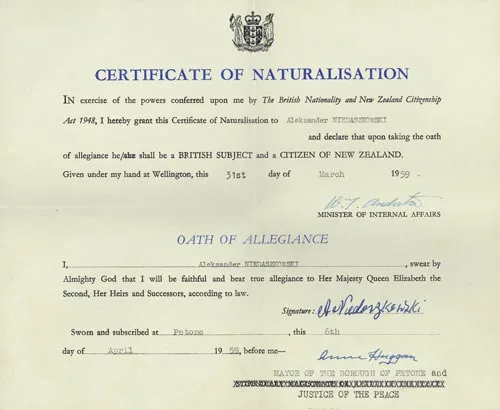 CERTIFICATE OF NATURALISATION
IN exercise of the powers conferred upon me by The British Nationality and New Zealand Citizenship
Act 1948, I hereby grant this Certificate of Naturalisation to Aleksander NIEDASZKOWSKI
and declare that upon taking the oath
of allegiance he/she shall be a BRITISH SUBJECT and a CITIZEN OF NEW ZEALAND.
Given under my hand at Wellington, this 31st day of March 1959.
MINISTER OF INTERNAL AFFAIRS
OATH OF ALLEGIANCE
I, Aleksander NIEDASZKOWSKI, swear by
Almighty God that I will be faithful and bear true allegiance to Her Majesty Queen Elizabeth the
Second, Her Heirs and Successors, according to law.
Signature:
Sworn and subscribed at Petone, this 6th
day of April 1959, before me—
MAYOR OF THE BOROUGH OF PETONE and
JUSTICE OF THE PEACE